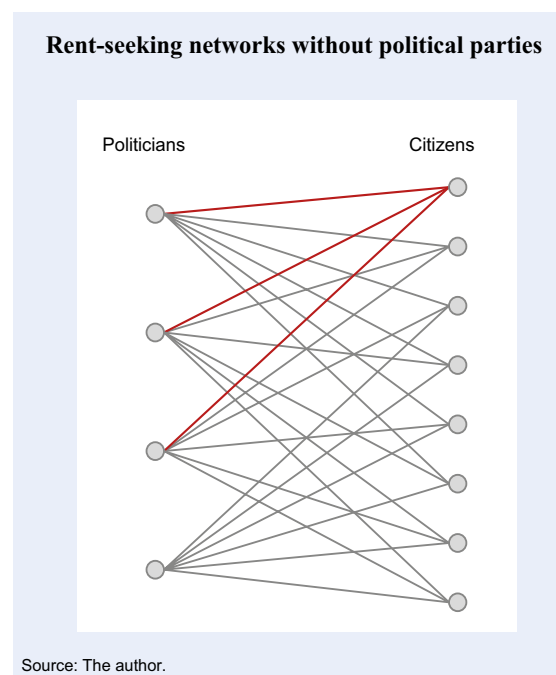 Rent-seeking networks without political parties
Politicians
Citizens
Source: The author.